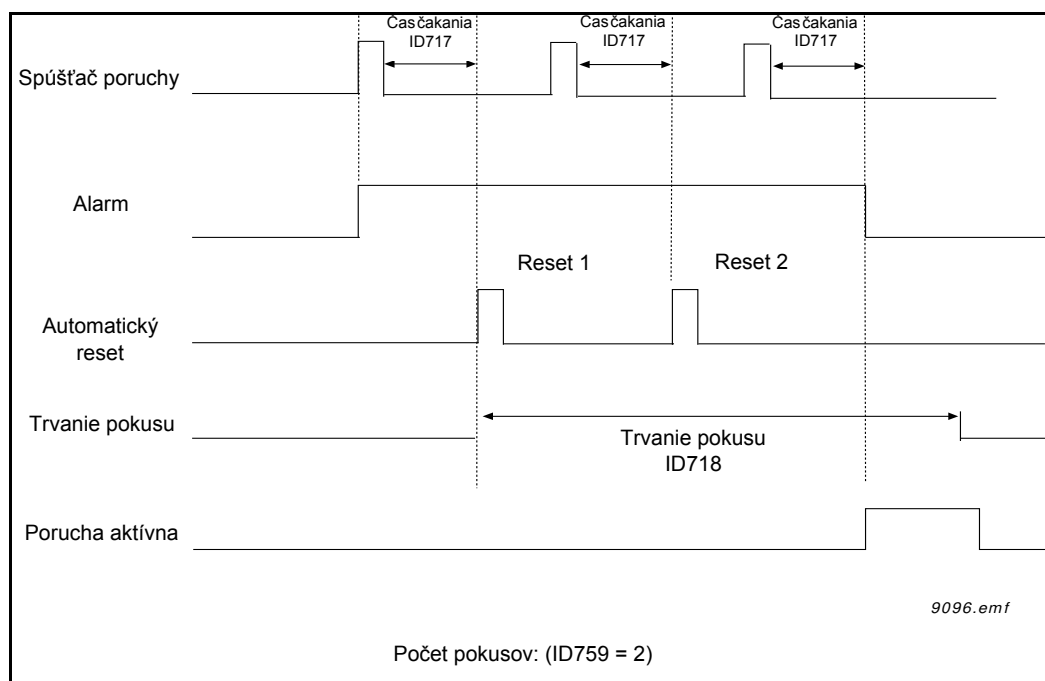 Čas čakania
ID717
Čas čakania
ID717
Čas čakania
ID717
Spúšťač poruchy
Alarm
Reset 1
Reset 2
Automatický
reset
Trvanie pokusu
Trvanie pokusu
ID718
Porucha aktívna
9096.emf
Počet pokusov: (ID759 = 2)